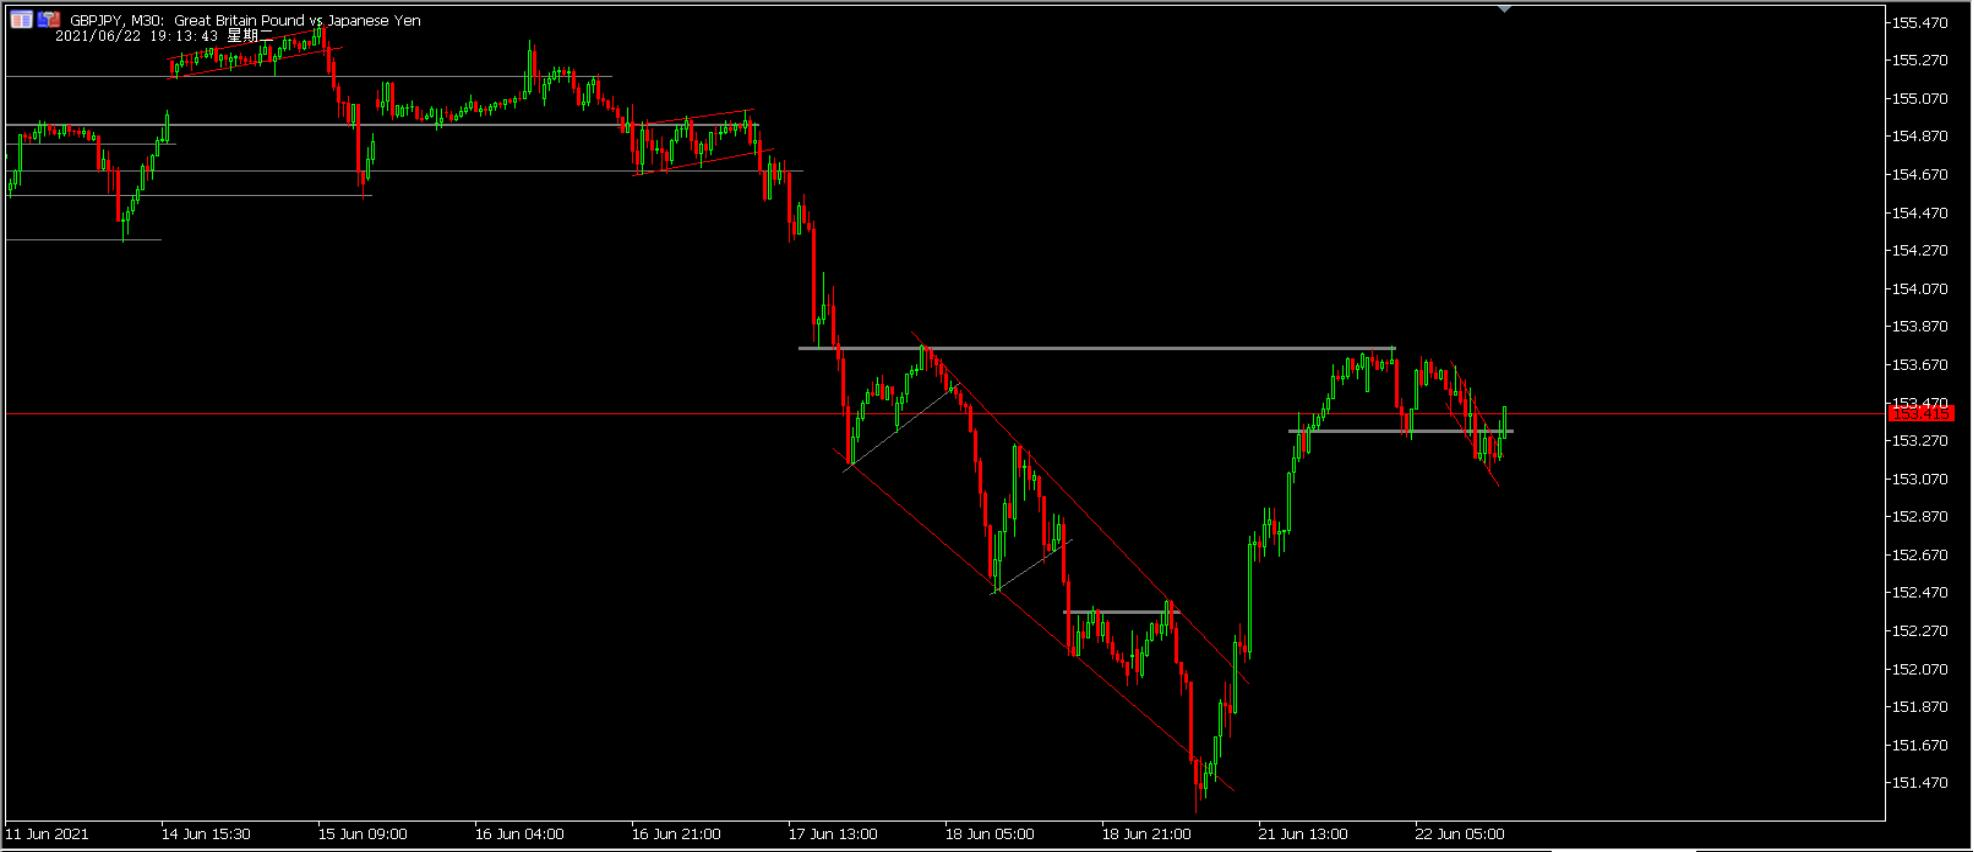 GBPJPY, M30: Great Britain Pound vs Japanese Yen
2021/06/22 19:13:43 星期二
155.470
155.270
155.070
154.870
154.670
154.470
154.270
154.070
153.870
153.670
153.470
153.415
153.270
153.070
152.870
152.670
152.470
152.270
152.070
151.870
151.670
151.470
11 Jun 2021
14 Jun 15:30
15 Jun 09:00
16 Jun 04:00
16 Jun 21:00
17 Jun 13:00
18 Jun 05:00
18 Jun 21:00
21 Jun 13:00
22 Jun 05:00